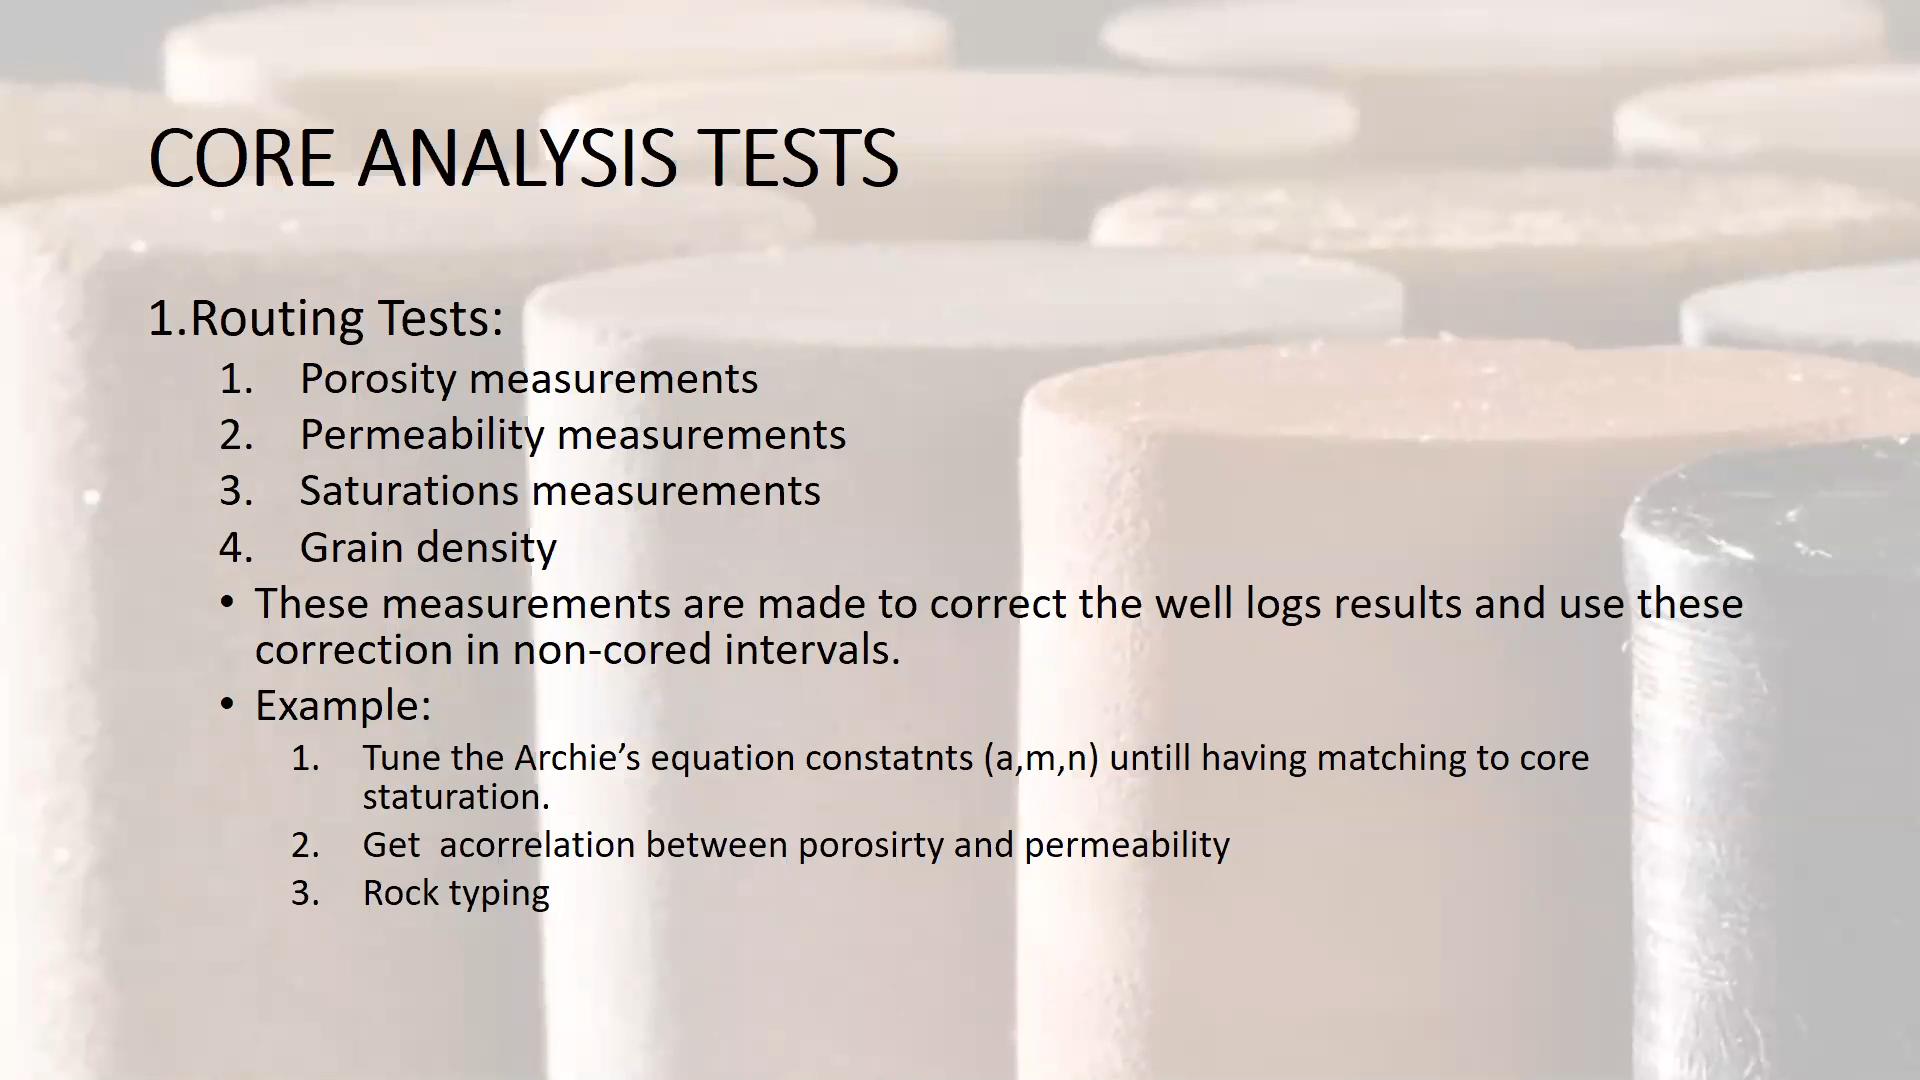 CORE ANALYSIS TESTS
1.Routing Tests:
1. Porosity measurements
2. Permeability measurements
3. Saturations measurements
4. Grain density
• These measurements are made to correct the well logs results and use these
correction in non-cored intervals.
• Example:
1. Tune the Archie’s equation constatnts (a,m,n) untill having matching to core
staturation.
2. Get  acorrelation between porosirty and permeability
3. Rock typing